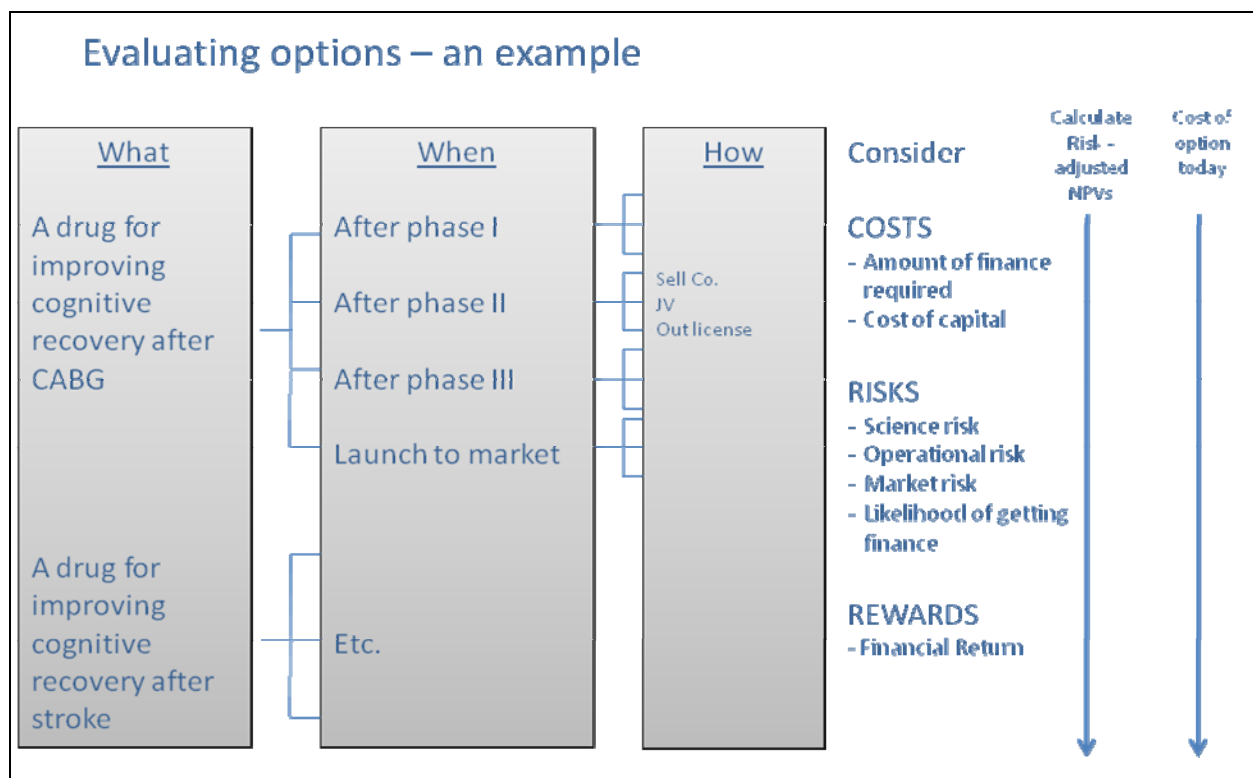 Evaluating options – an example
What
A drug for
improving
cognitive
recovery after
CABG
A drug for
improving
cognitive
recovery after
stroke
When
After phase I
After phase II
After phase III
Launch to market
Etc.
How
Sell Co.
JV
Out license
Consider
COSTS
- Amount of finance
required
- Cost of capital
RISKS
- Science risk
- Operational risk
- Market risk
- Likelihood of getting
finance
REWARDS
- Financial Return
Calculate
Risk -
adjusted
NPVs
Cost of
option
today